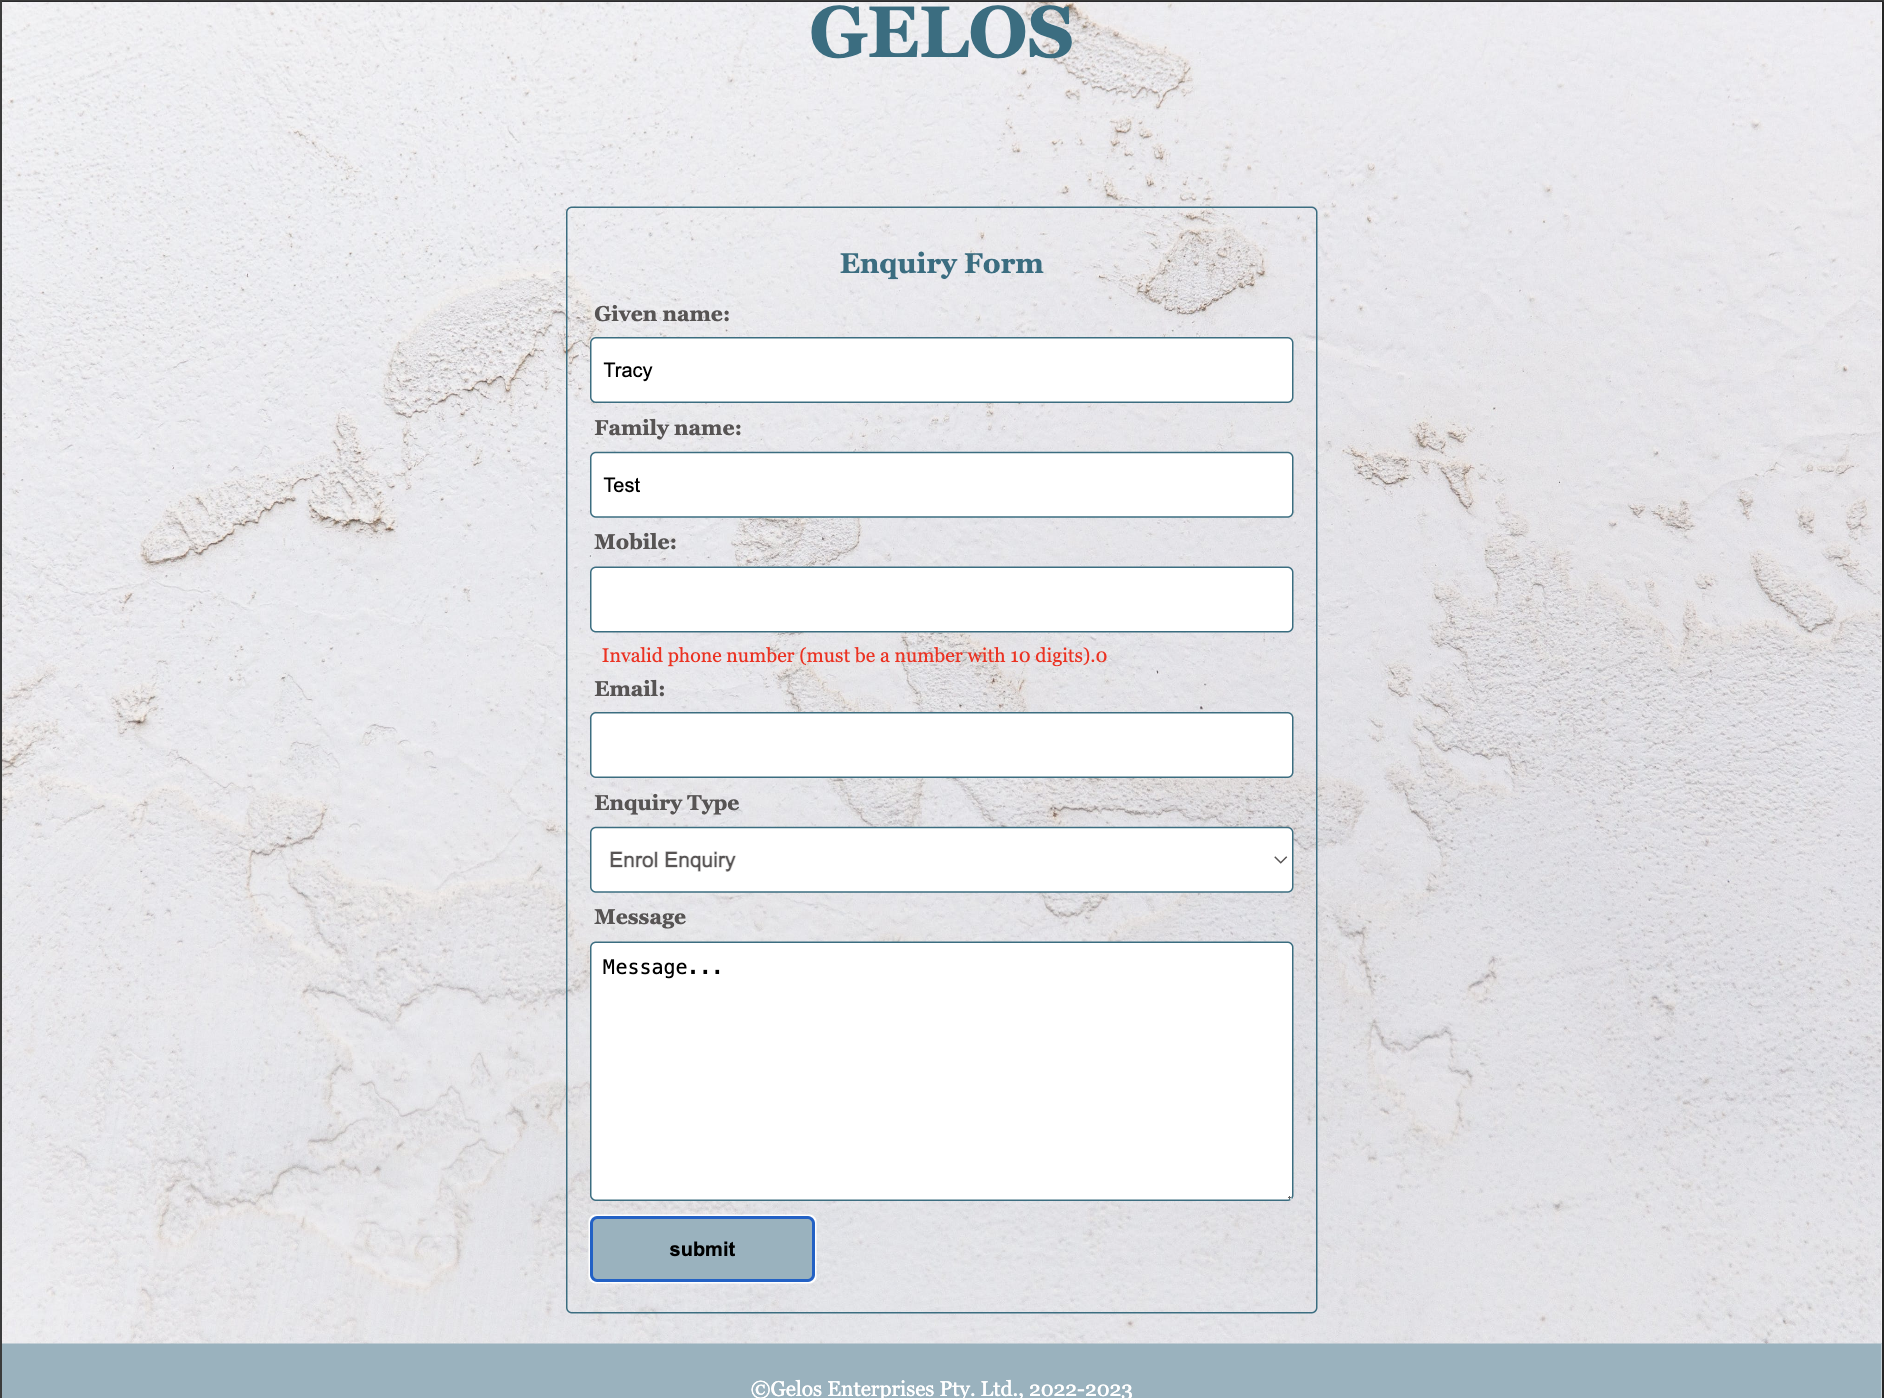 GELOS
Enquiry Form
Given name:
Tracy
Family name:
Test
Mobile:
Invalid phone number (must be a number with 10 digits).0
Email:
Enquiry Type
Enrol Enquiry
Message
Message...
submit
©Gelos Enterprises Pty. Ltd., 2022-2023